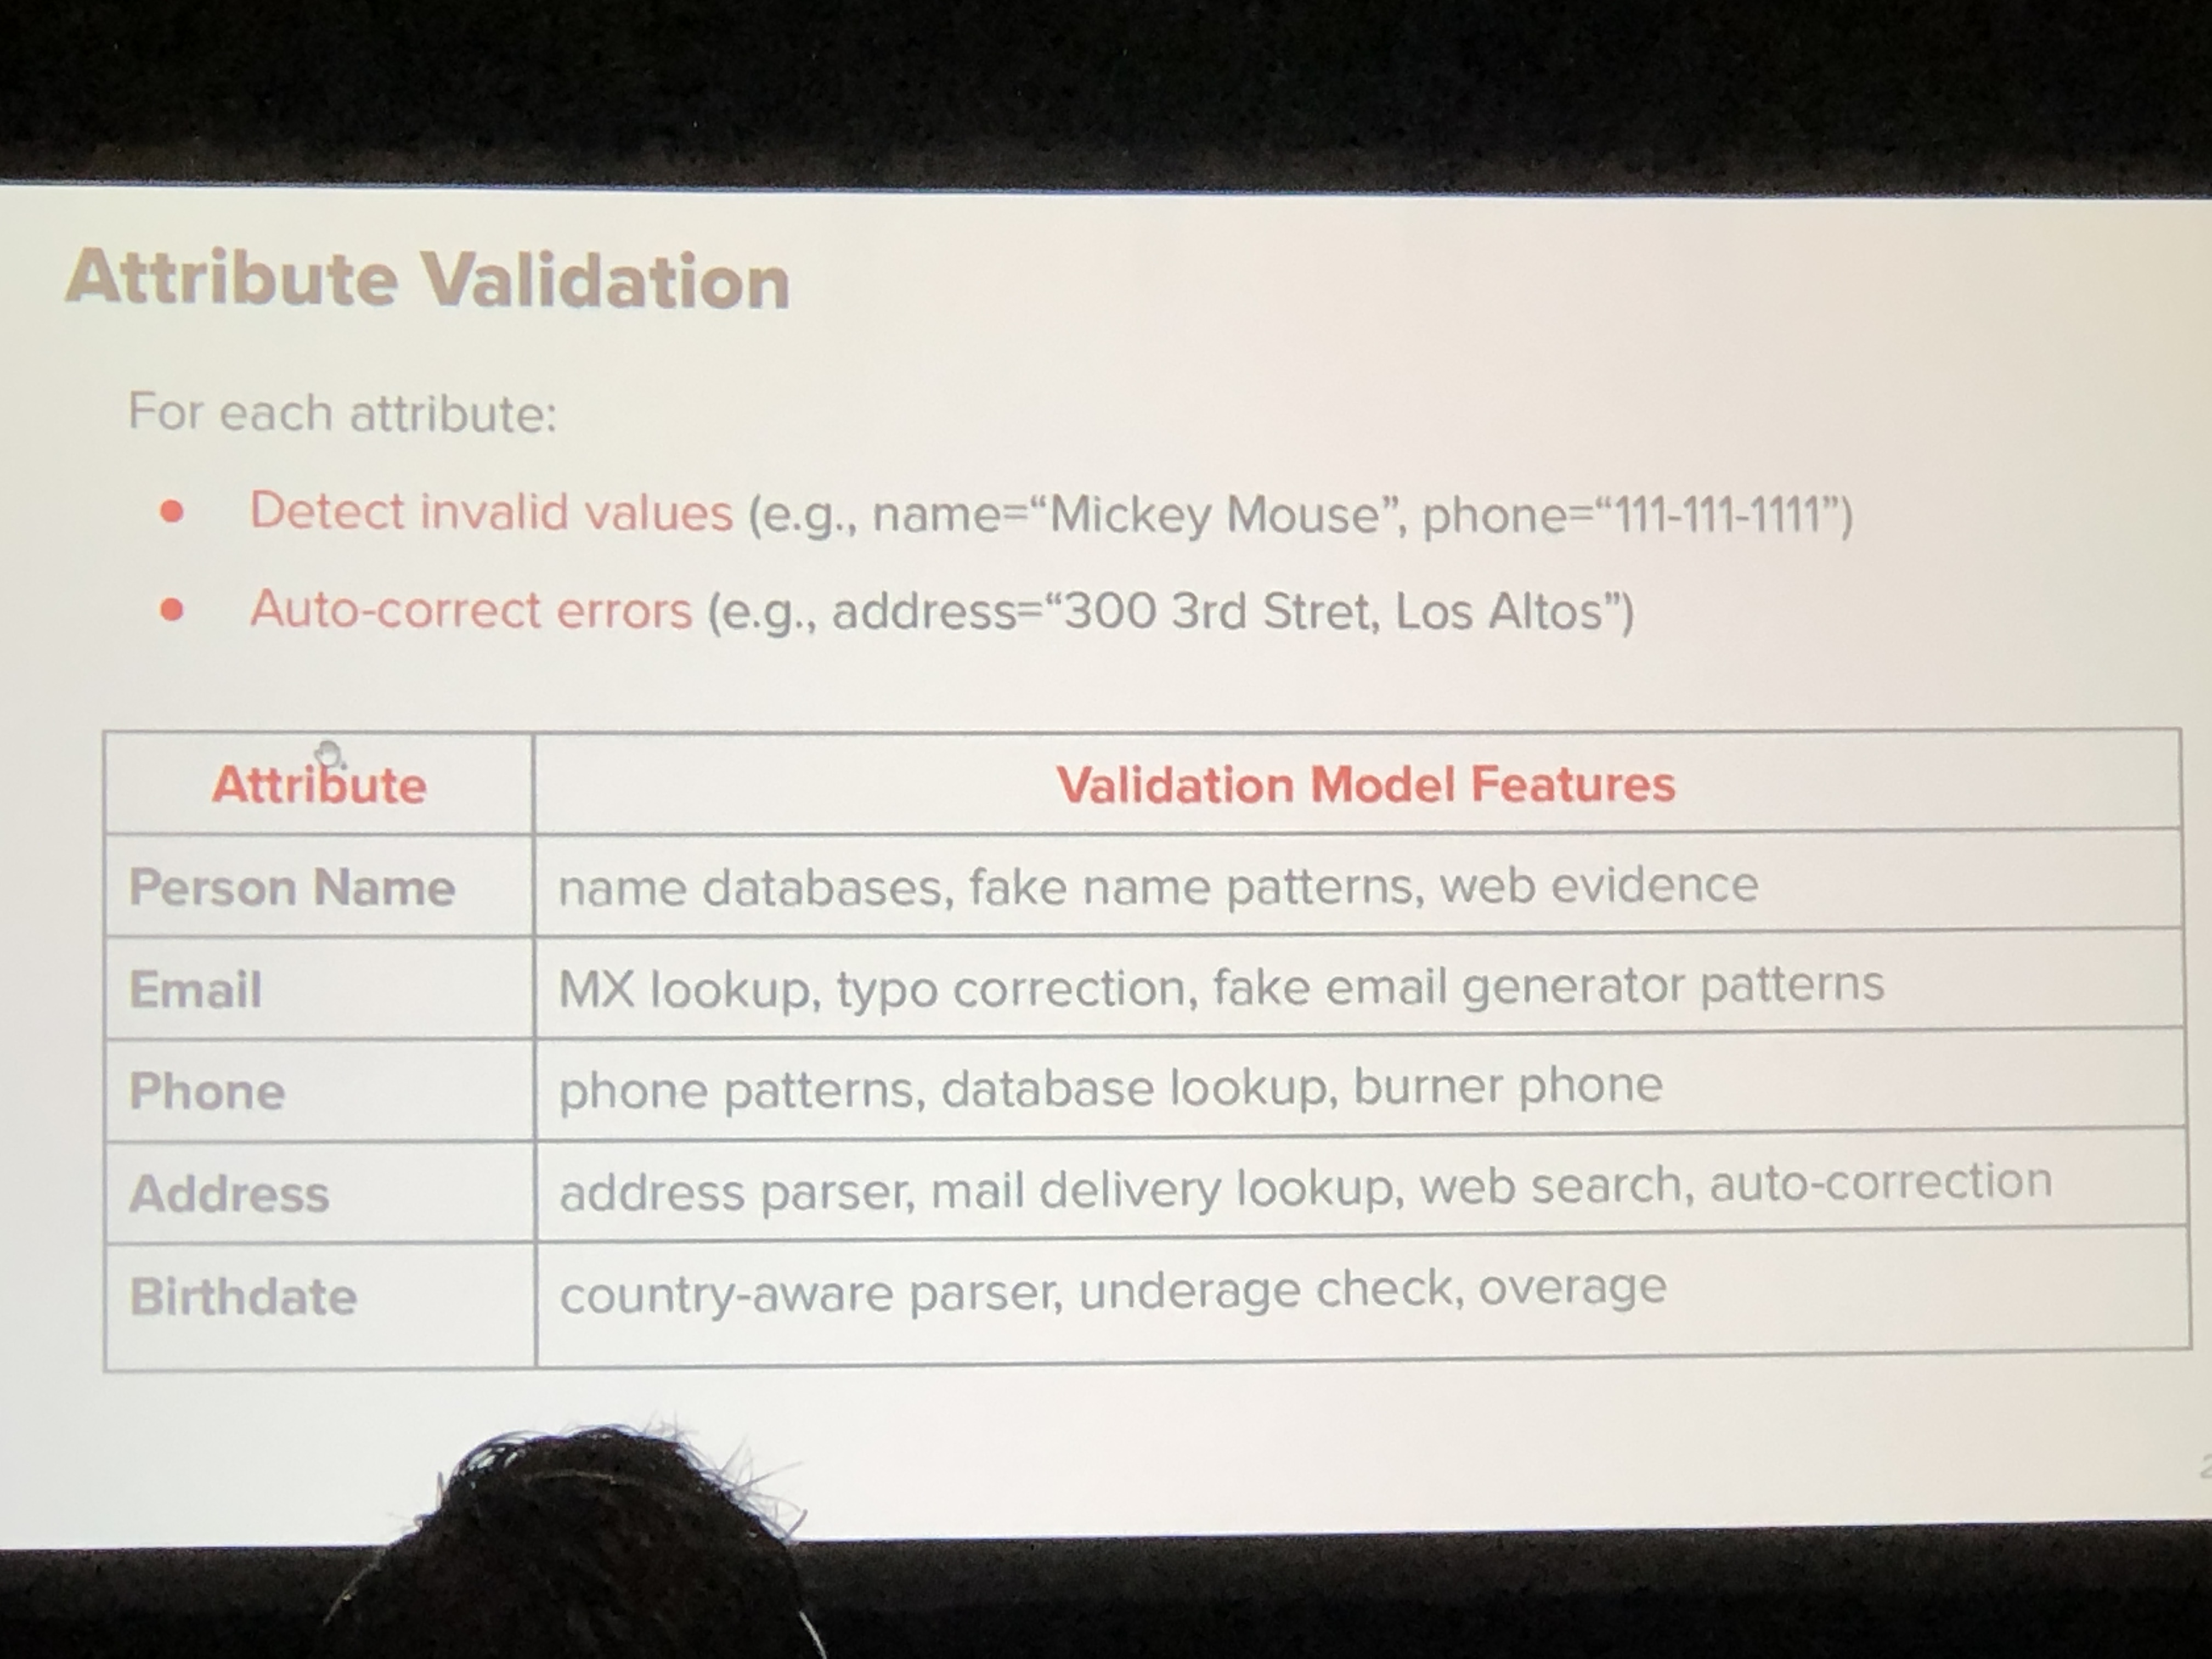 Attribute Validation
For each attribute:
● Detect invalid values (e.g., name=“Mickey Mouse”, phone=“111-111-1111”)
● Auto-correct errors (e.g., address=“300 3rd Stret, Los Altos”)
Attribute Validation Model Features
Person Name name databases, fake name patterns, web evidence
Email MX lookup, typo correction, fake email generator patterns
Phone phone patterns, database lookup, burner phone
Address address parser, mail delivery lookup, web search, auto-correction
Birthdate country-aware parser, underage check, overage